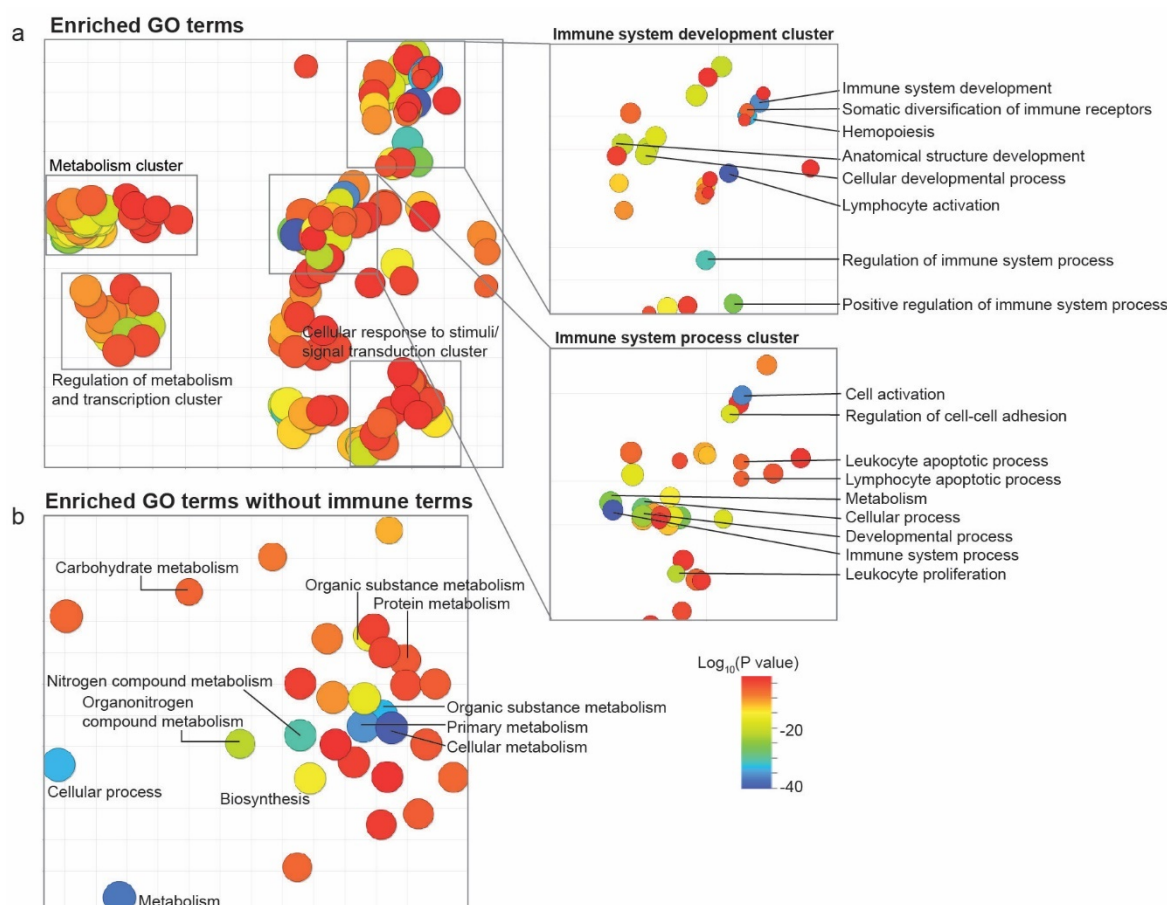 a
Enriched GO terms
Metabolism cluster
Regulation of metabolism
and transcription cluster
Cellular response to stimuli/
signal transduction cluster
Immune system development cluster
Immune system development
Somatic diversification of immune receptors
Hemopoiesis
Anatomical structure development
Cellular developmental process
Lymphocyte activation
Regulation of immune system process
Positive regulation of immune system process
Immune system process cluster
Cell activation
Regulation of cell-cell adhesion
Leukocyte apoptotic process
Lymphocyte apoptotic process
Metabolism
Cellular process
Developmental process
Immune system process
Leukocyte proliferation
b
Enriched GO terms without immune terms
Carbohydrate metabolism
Organic substance metabolism
Protein metabolism
Nitrogen compound metabolism
Organonitrogen
compound metabolism
Organic substance metabolism
Primary metabolism
Cellular metabolism
Cellular process
Biosynthesis
Metabolism
Log10(P value)
-20
-40